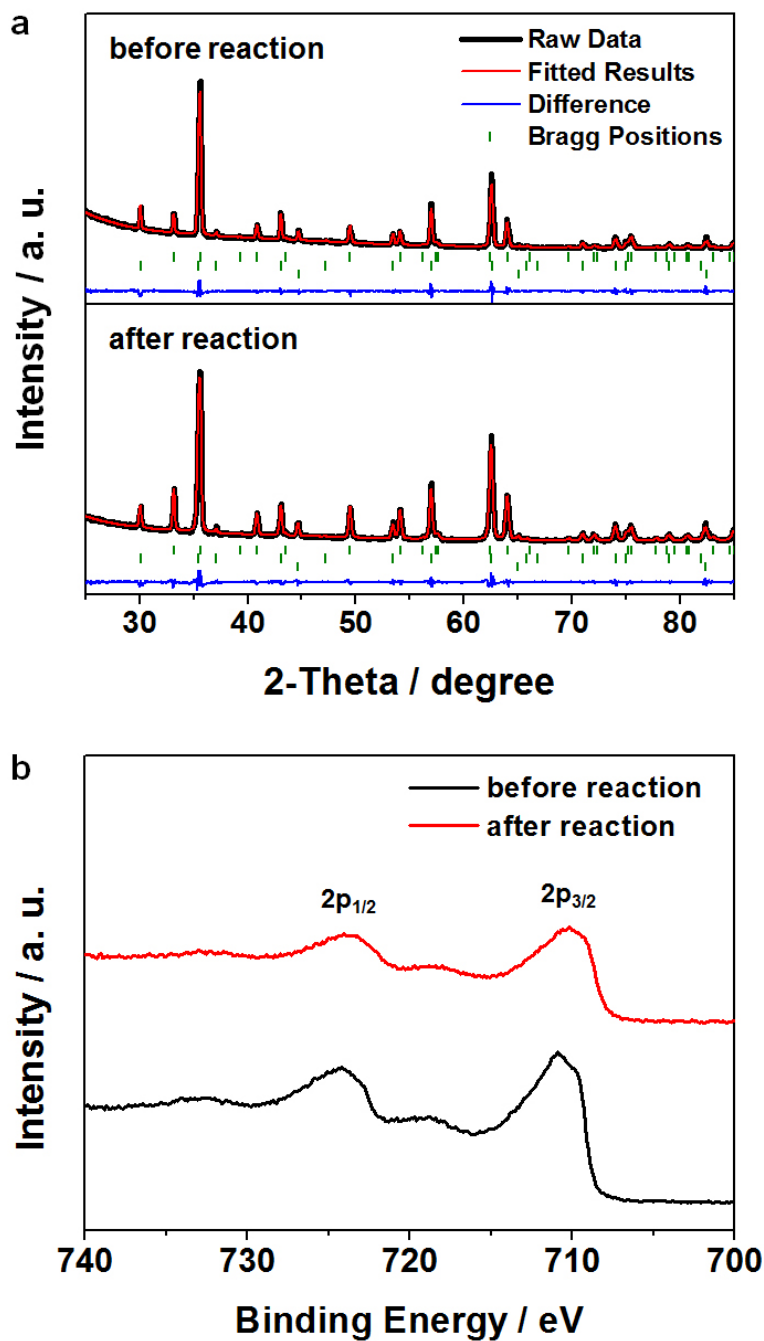 a
before reaction
Raw Data
Fitted Results
Difference
Bragg Positions
after reaction
Intensity / a. u.
30 40 50 60 70 80
2-Theta / degree
b
before reaction
after reaction
2p1/2
2p3/2
Intensity / a. u.
740 730 720 710 700
Binding Energy / eV